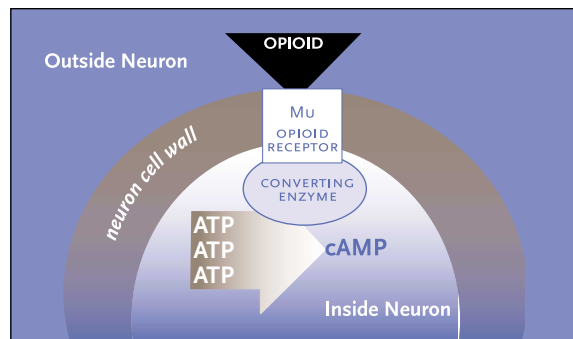 OPIOID
Outside Neuron
Mu
OPIOID
RECEPTOR
neuron cell wall
CONVERTING
ENZYME
ATP
ATP
cAMP
ATP
Inside Neuron